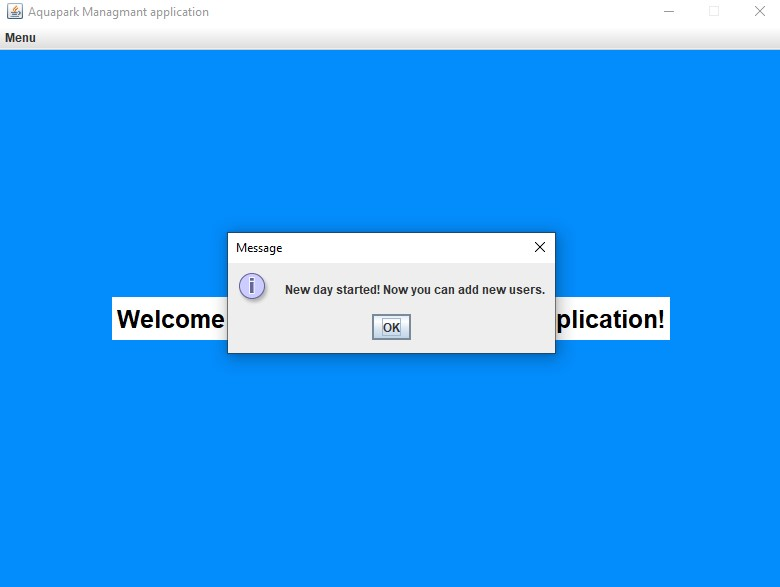 Aquapark Managmant application
Menu
Message
New day started! Now you can add new users.
Welcome plication!
OK